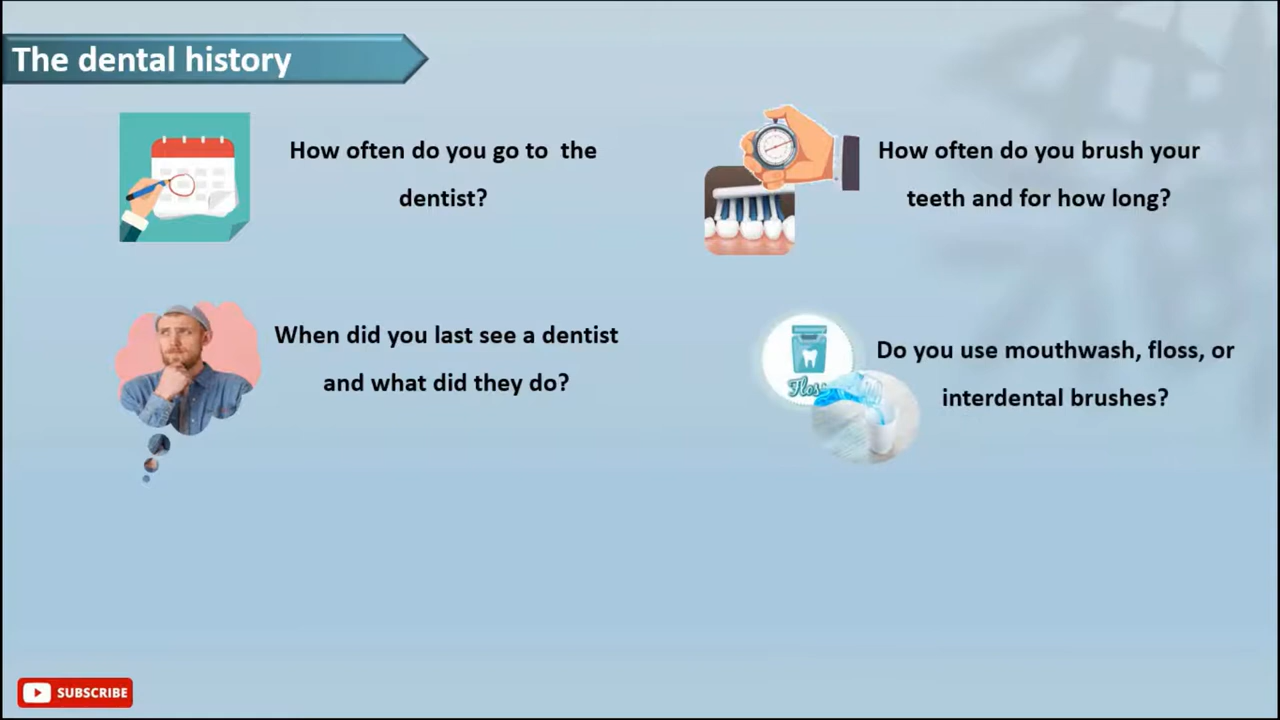 The dental history
How often do you go to the
dentist?
How often do you brush your
teeth and for how long?
When did you last see a dentist
and what did they do?
Do you use mouthwash, floss, or
interdental brushes?
Floss
SUBSCRIBE